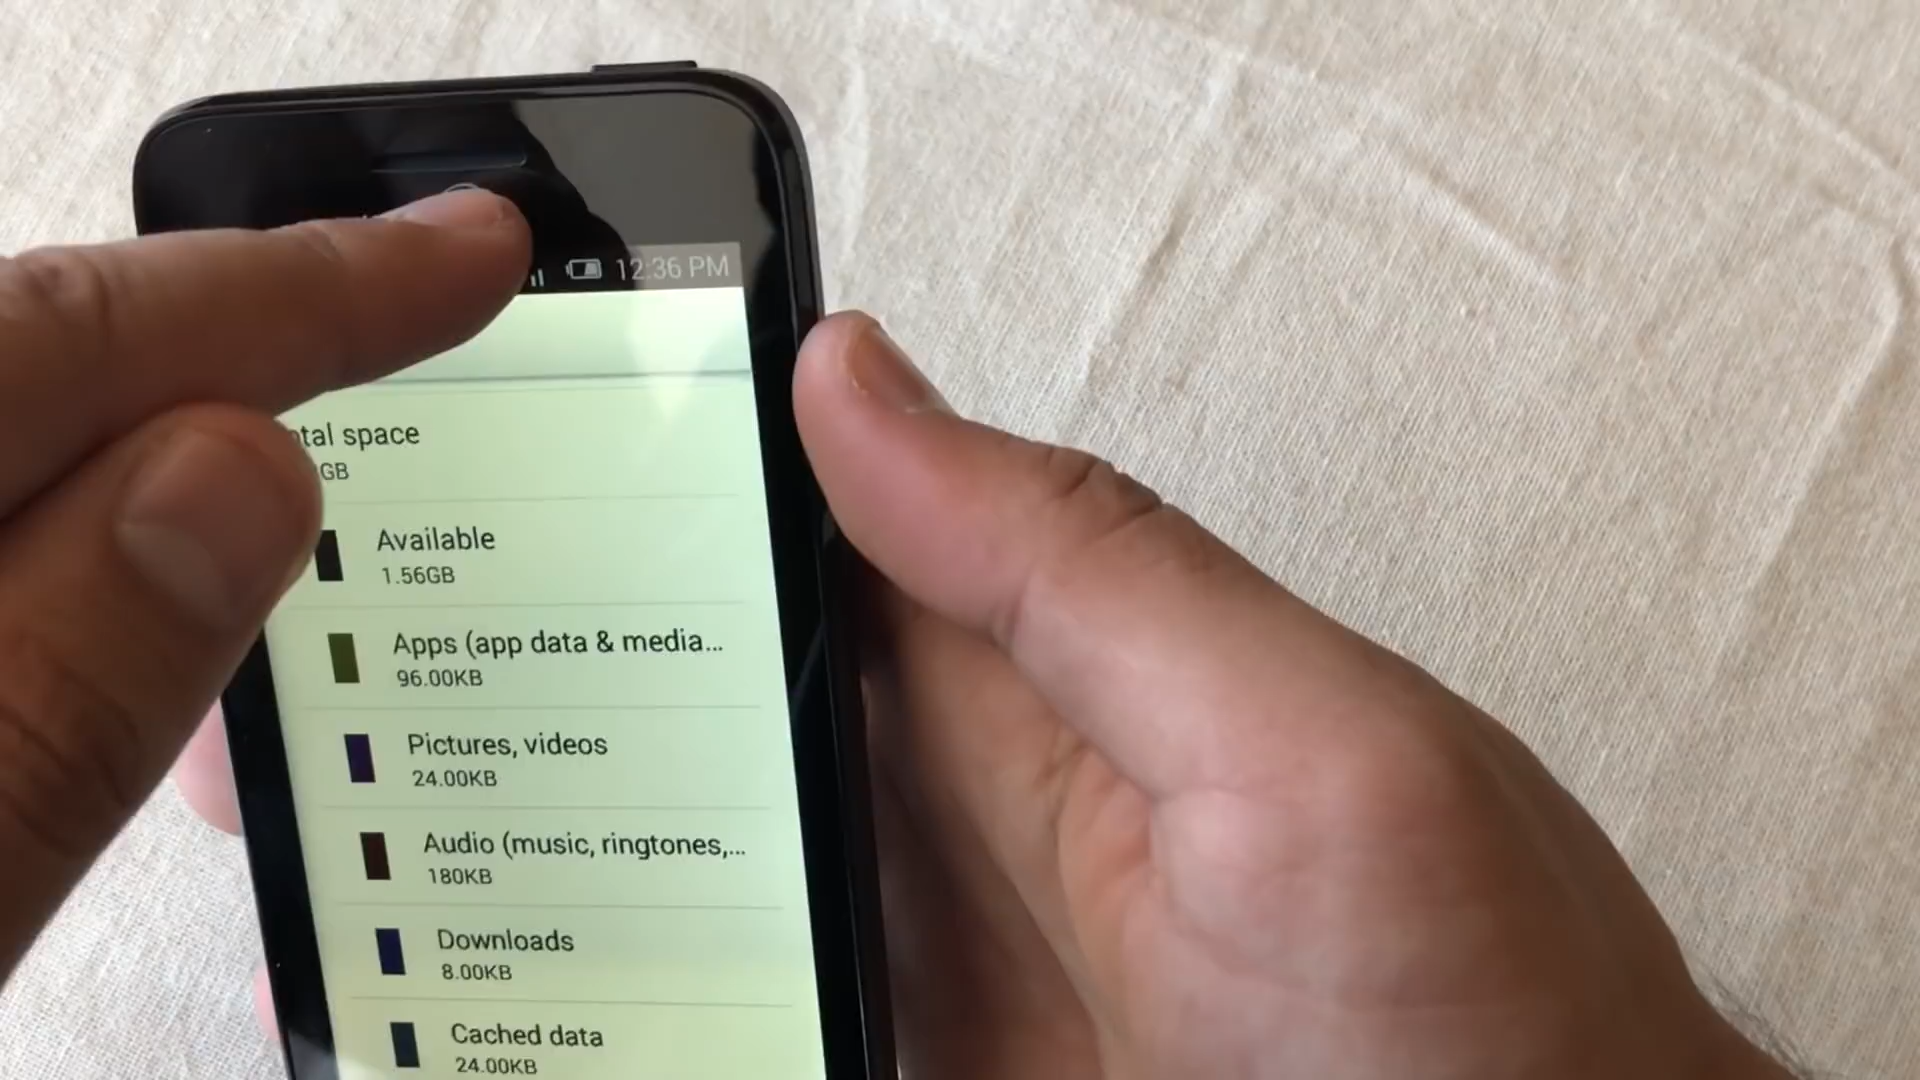 12:36 PM
space
GB
Available
1.56GB
Apps (app data & media...
96.00KB
Pictures, videos
24.00KB
Audio (music, ringtones,...
180KB
Downloads
8.00KB
Cached data
24.00KB